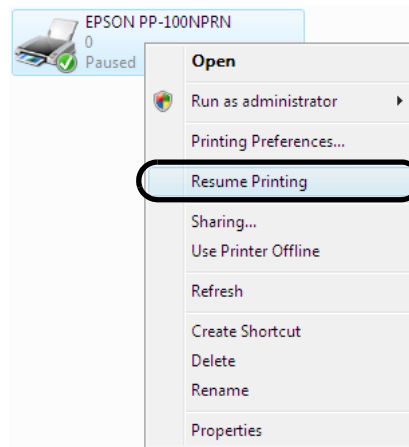 EPSON PP-100NPRN
0
Paused
Open
Run as administrator
Printing Preferences...
Resume Printing
Sharing...
Use Printer Offline
Refresh
Create Shortcut
Delete
Rename
Properties